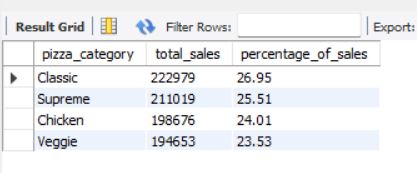 Result Grid Filter Rows: Export:
pizza_category total_sales percentage_of_sales
Classic 222979 26.95
Supreme 211019 25.51
Chicken 198676 24.01
Veggie 194653 23.53